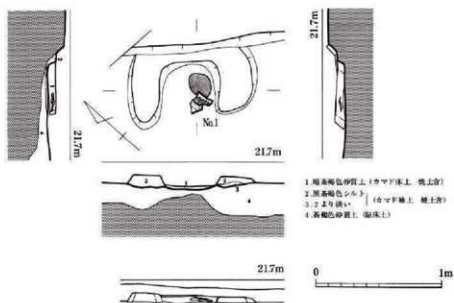 21.7m
21.7m
No.1
21.7m
1.暗茶褐色砂質土(カマド床土 焼土含)
2.黒茶褐色シルト
3.2より淡い
(カマド袖土 焼土含)
4.茶褐色砂質土(貼床土)
21.7m
0 1m